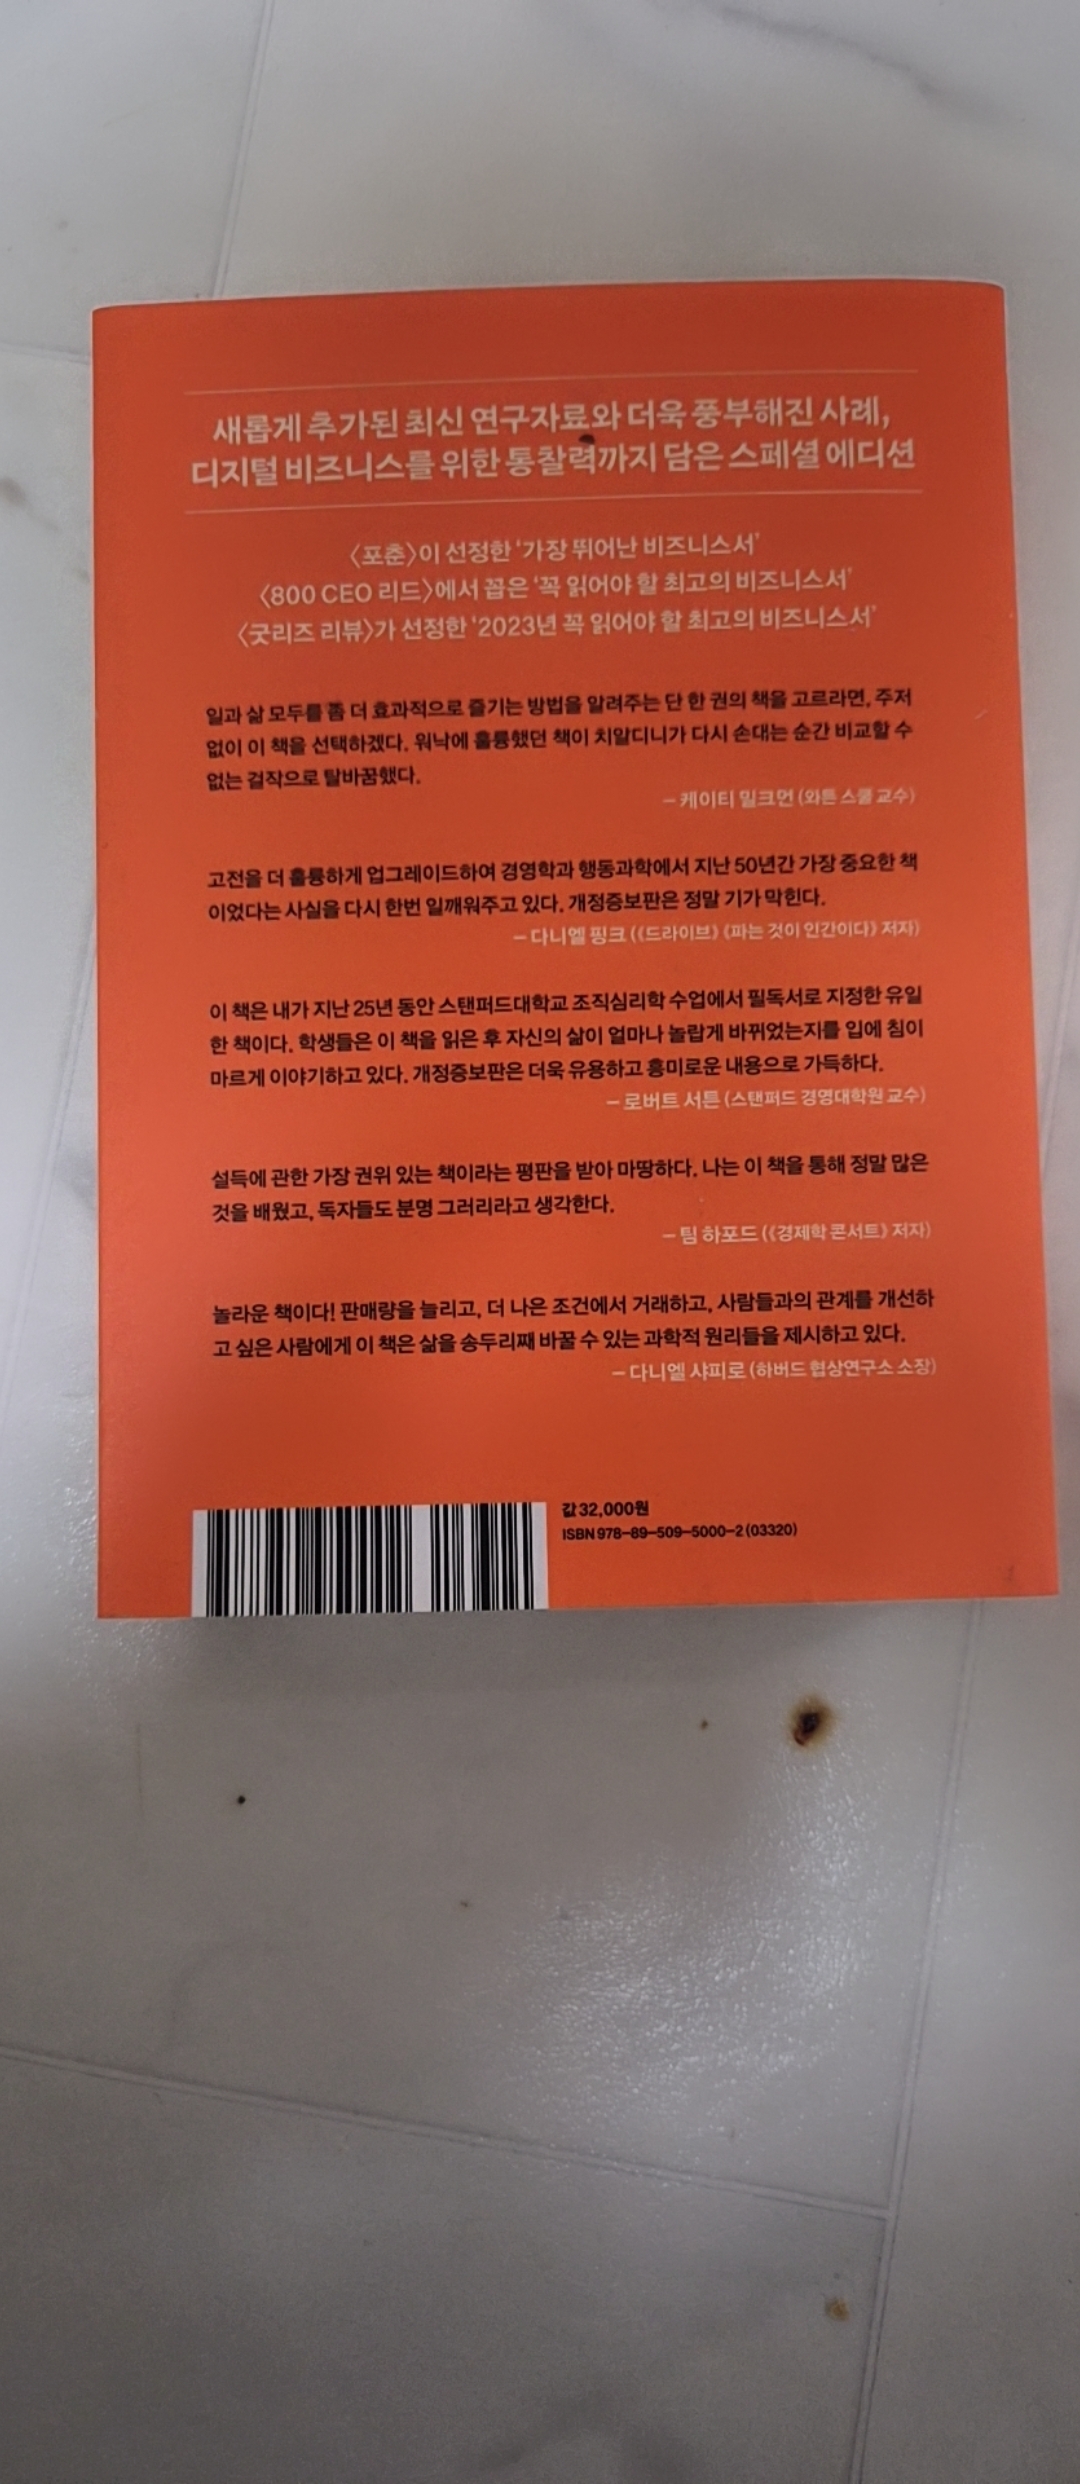 새롭게 추가된 최신 연구자료와 더욱 풍부해진 사례,
디지털 비즈니스를 위한 통찰력까지 담은 스페셜 에디션
〈포춘〉이 선정한 ‘가장 뛰어난 비즈니스서’
〈800 CEO 리드〉에서 꼽은 ‘꼭 읽어야 할 최고의 비즈니스서’
〈굿리즈 리뷰〉가 선정한 ‘2023년 꼭 읽어야 할 최고의 비즈니스서’
일과 삶 모두를 좀 더 효과적으로 즐기는 방법을 알려주는 단 한 권의 책을 고르라면, 주저
없이 이 책을 선택하겠다. 워낙에 훌륭했던 책이 치알디니가 다시 손대는 순간 비교할 수
없는 걸작으로 탈바꿈했다.
– 케이티 밀크먼 (와튼 스쿨 교수)
고전을 더 훌륭하게 업그레이드하여 경영학과 행동과학에서 지난 50년간 가장 중요한 책
이었다는 사실을 다시 한번 일깨워주고 있다. 개정증보판은 정말 기가 막힌다.
– 다니엘 핑크 (《드라이브》 《파는 것이 인간이다》 저자)
이 책은 내가 지난 25년 동안 스탠퍼드대학교 조직심리학 수업에서 필독서로 지정한 유일
한 책이다. 학생들은 이 책을 읽은 후 자신의 삶이 얼마나 놀랍게 바뀌었는지를 입에 침이
마르게 이야기하고 있다. 개정증보판은 더욱 유용하고 흥미로운 내용으로 가득하다.
– 로버트 서튼 (스탠퍼드 경영대학원 교수)
설득에 관한 가장 권위 있는 책이라는 평판을 받아 마땅하다. 나는 이 책을 통해 정말 많은
것을 배웠고, 독자들도 분명 그러리라고 생각한다.
– 팀 하포드 (《경제학 콘서트》 저자)
놀라운 책이다! 판매량을 늘리고, 더 나은 조건에서 거래하고, 사람들과의 관계를 개선하
고 싶은 사람에게 이 책은 삶을 송두리째 바꿀 수 있는 과학적 원리들을 제시하고 있다.
– 다니엘 샤피로 (하버드 협상연구소 소장)
값 32,000원
ISBN 978-89-509-5000-2 (03320)